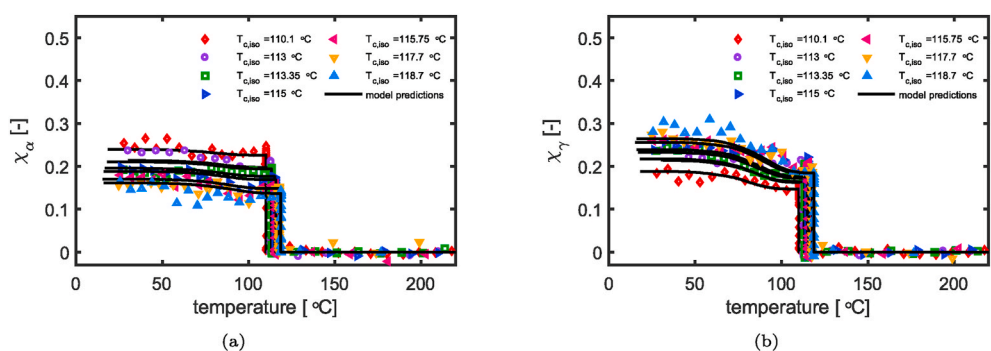 0.5
0.4
0.3
0.2
0.1
0
χα [-]
Tc,iso =110.1 °C
Tc,iso =113 °C
Tc,iso =113.35 °C
Tc,iso =115 °C
Tc,iso =115.75 °C
Tc,iso =117.7 °C
Tc,iso =118.7 °C
model predictions
0 50 100 150 200
temperature [ °C]
(a)
0.5
0.4
0.3
0.2
0.1
0
χγ [-]
Tc,iso =110.1 °C
Tc,iso =113 °C
Tc,iso =113.35 °C
Tc,iso =115 °C
Tc,iso =115.75 °C
Tc,iso =117.7 °C
Tc,iso =118.7 °C
model predictions
0 50 100 150 200
temperature [ °C]
(b)